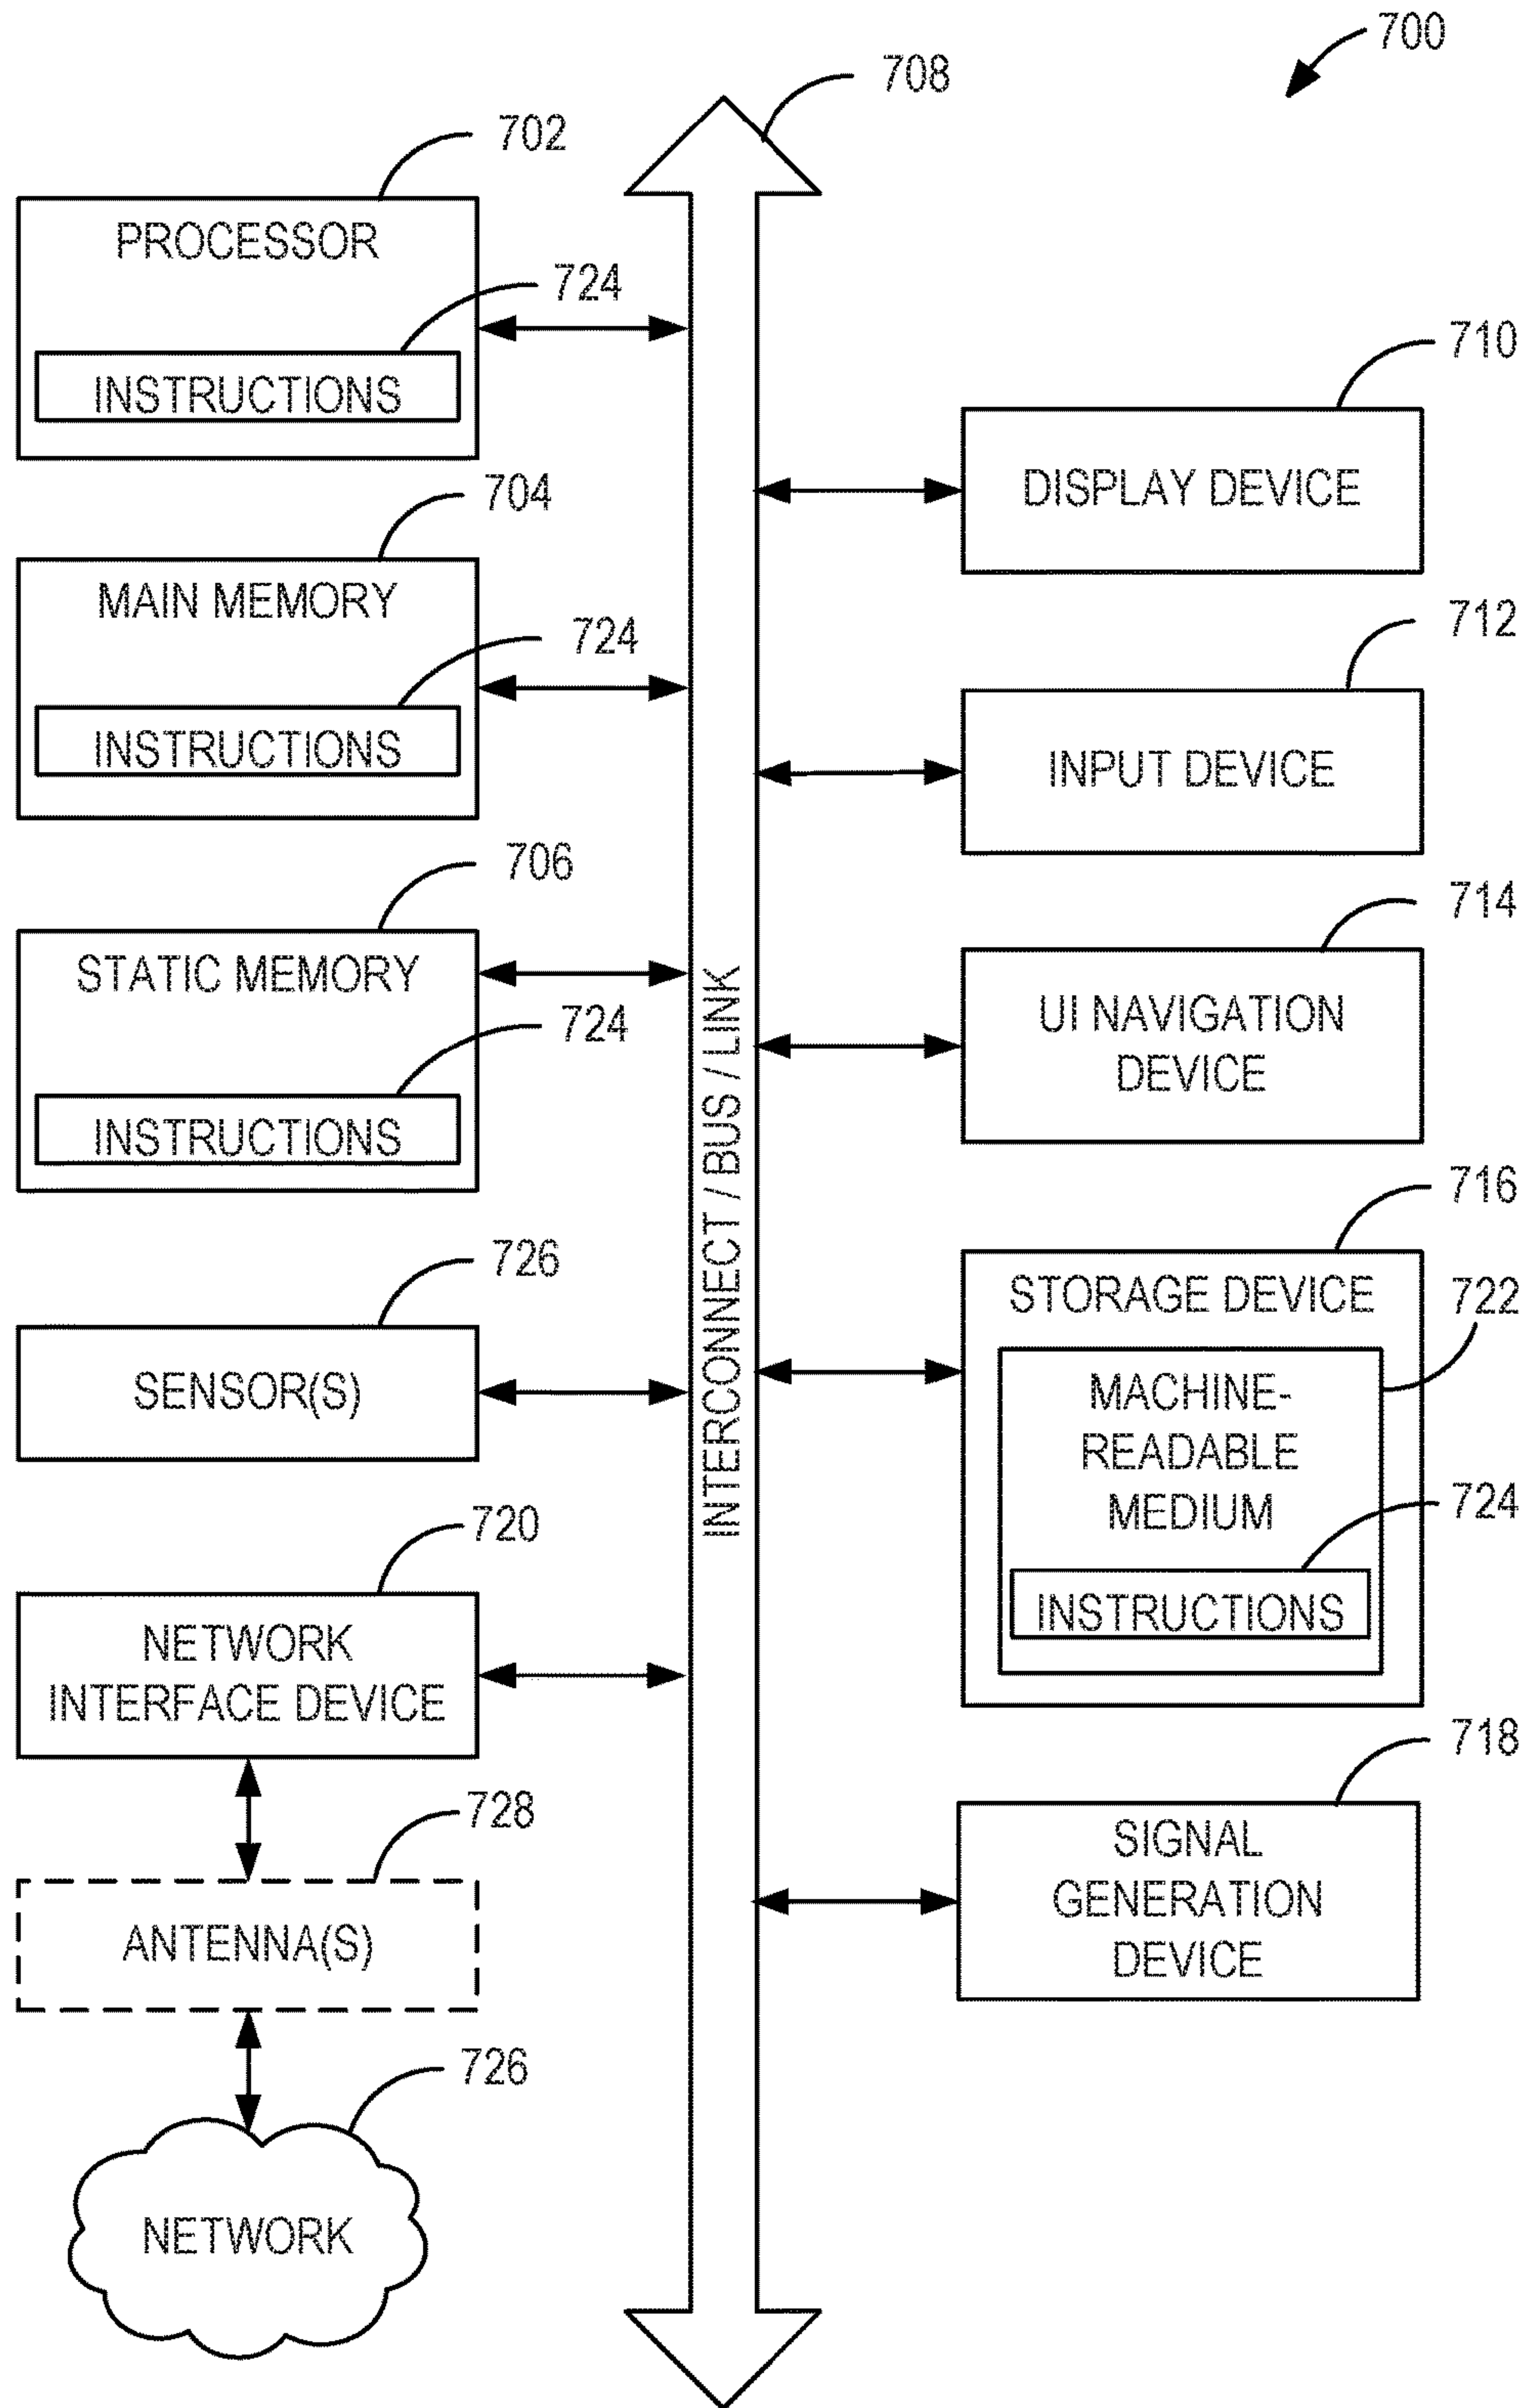 700
708
702
PROCESSOR
724
INSTRUCTIONS
704
MAIN MEMORY
724
INSTRUCTIONS
706
STATIC MEMORY
724
INSTRUCTIONS
726
SENSOR(S)
720
NETWORK
INTERFACE DEVICE
728
ANTENNA(S)
726
NETWORK
INTERCONNECT / BUS / LINK
710
DISPLAY DEVICE
712
INPUT DEVICE
714
UI NAVIGATION
DEVICE
716
STORAGE DEVICE
722
MACHINE-
READABLE
MEDIUM
724
INSTRUCTIONS
718
SIGNAL
GENERATION
DEVICE